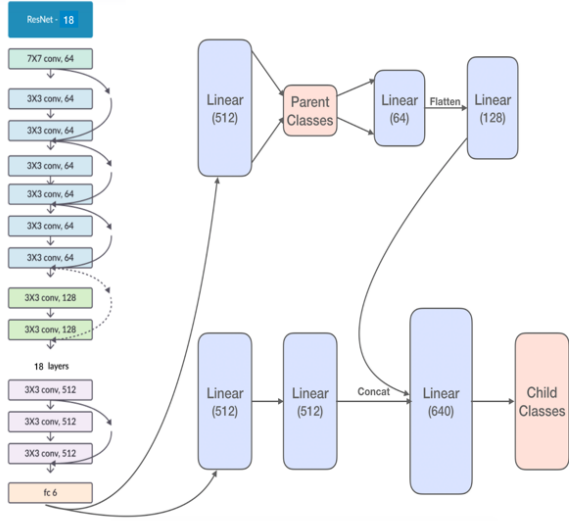 ResNet - 18
7X7 conv, 64
3X3 conv, 64
3X3 conv, 64
3X3 conv, 64
3X3 conv, 64
3X3 conv, 64
3X3 conv, 64
3X3 conv, 128
3X3 conv, 128
18 layers
3X3 conv, 512
3X3 conv, 512
3X3 conv, 512
fc 6
Linear
(512)
Parent
Classes
Linear
(64)
Flatten
Linear
(128)
Linear
(512)
Linear
(512)
Concat
Linear
(640)
Child
Classes